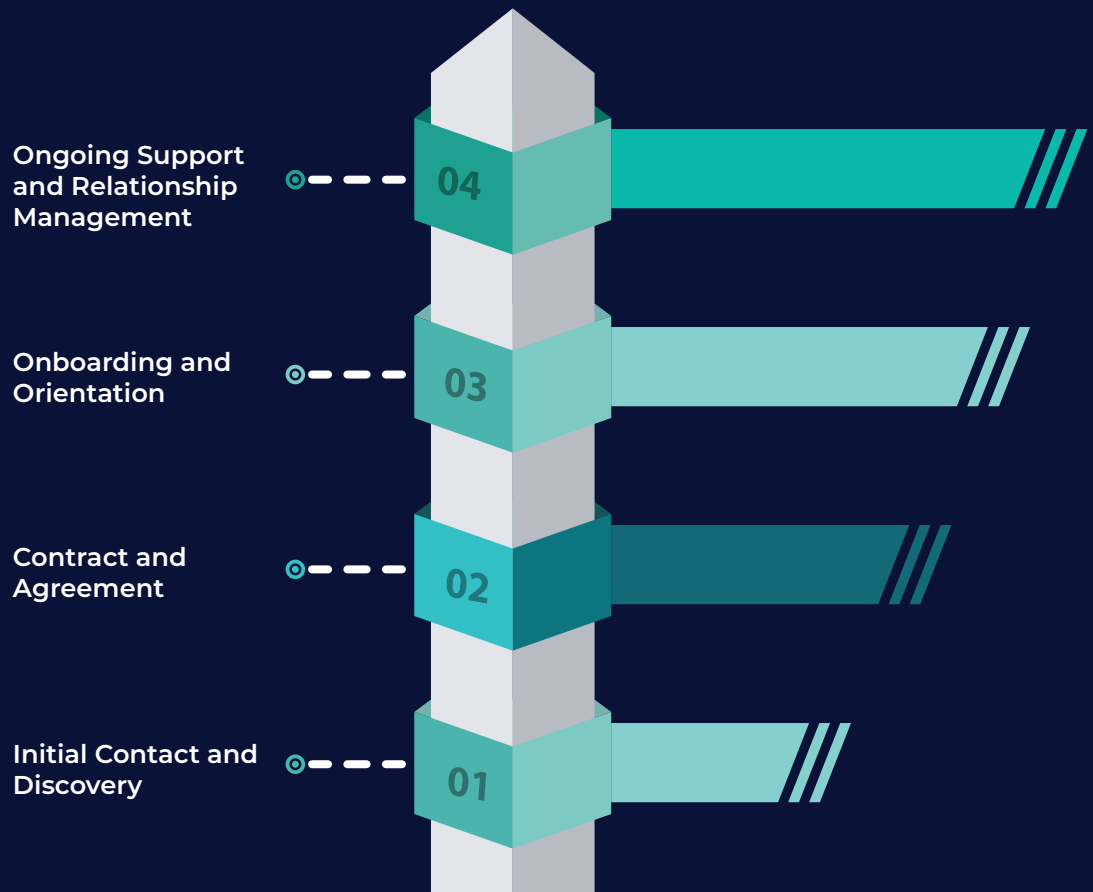 Ongoing Support
and Relationship
Management
04
Onboarding and
Orientation
03
Contract and
Agreement
02
Initial Contact and
Discovery
01